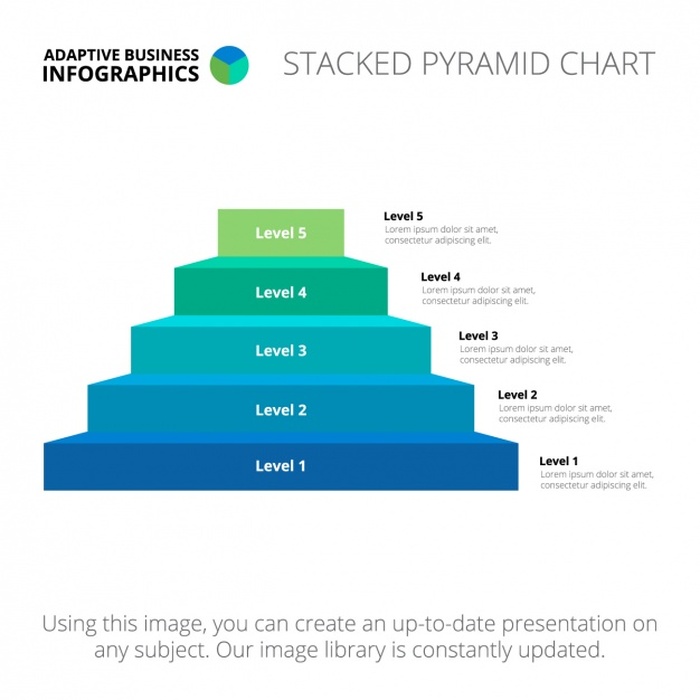 ADAPTIVE BUSINESS
INFOGRAPHICS
STACKED PYRAMID CHART
Level 5
Level 5
Lorem ipsum dolor sit amet,
consectetur adipiscing elit.
Level 4
Level 4
Lorem ipsum dolor sit amet,
consectetur adipiscing elit.
Level 3
Level 3
Lorem ipsum dolor sit amet,
consectetur adipiscing elit.
Level 2
Level 2
Lorem ipsum dolor sit amet,
consectetur adipiscing elit.
Level 1
Level 1
Lorem ipsum dolor sit amet,
consectetur adipiscing elit.
Using this image, you can create an up-to-date presentation on
any subject. Our image library is constantly updated.